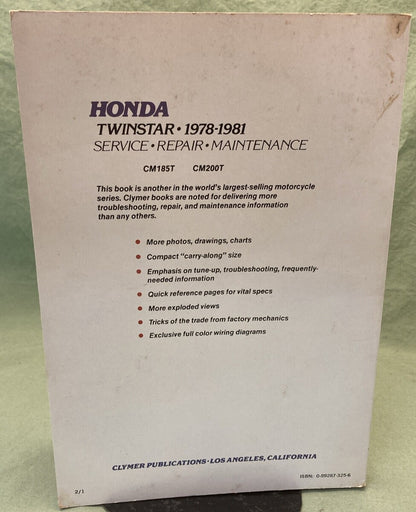 HONDA
TWINSTAR • 1978-1981
SERVICE • REPAIR • MAINTENANCE
CM185T CM200T
This book is another in the world's largest-selling motorcycle
series. Clymer books are noted for delivering more
troubleshooting, repair, and maintenance information
than any others.
• More photos, drawings, charts
• Compact "carry-along" size
• Emphasis on tune-up, troubleshooting, frequently-
needed information
• Quick reference pages for vital specs
• More exploded views
• Tricks of the trade from factory mechanics
• Exclusive full color wiring diagrams
CLYMER PUBLICATIONS • LOS ANGELES, CALIFORNIA
ISBN: 0-89287-325-6
2/1